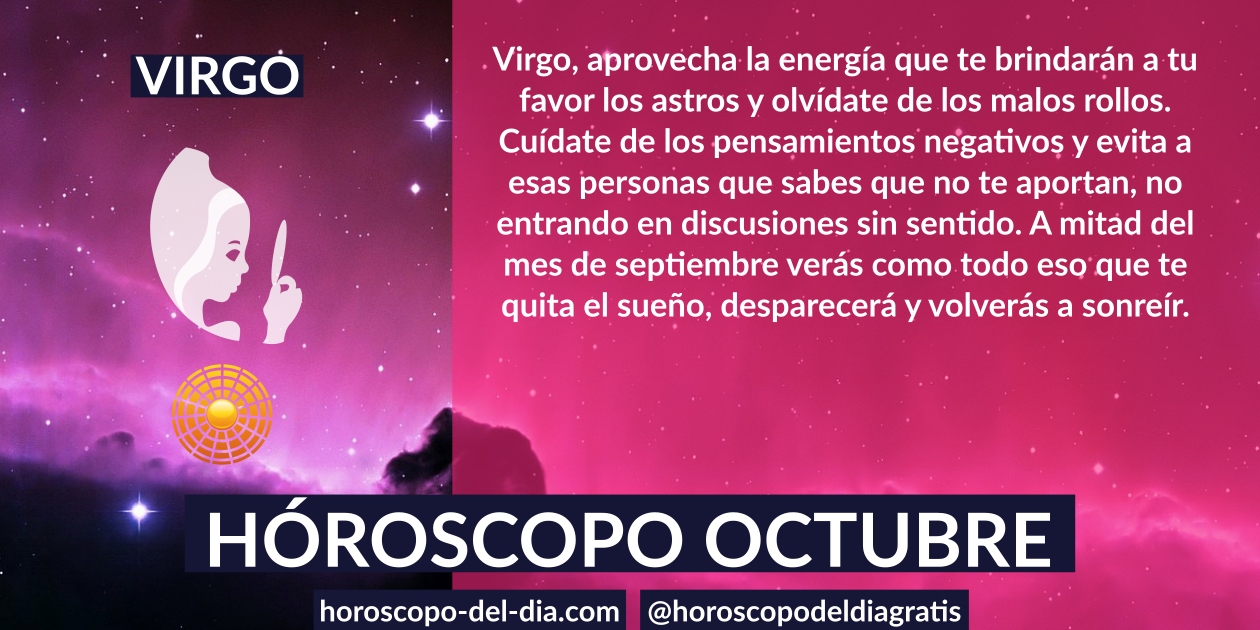 VIRGO
Virgo, aprovecha la energía que te brindarán a tu
favor los astros y olvídate de los malos rollos.
Cuídate de los pensamientos negativos y evita a
esas personas que sabes que no te aportan, no
entrando en discusiones sin sentido. A mitad del
mes de septiembre verás como todo eso que te
quita el sueño, desparecerá y volverás a sonreír.
HÓROSCOPO OCTUBRE
horoscopo-del-dia.com
@horoscopodeldiagratis